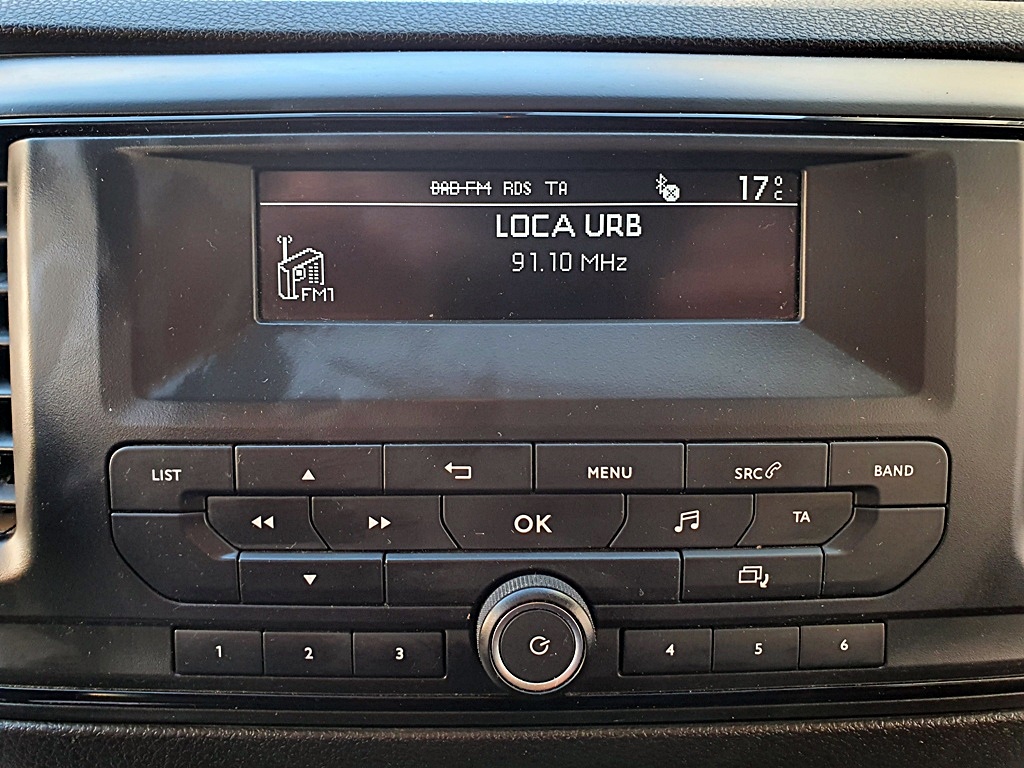 DAB-FM RDS TA 17°C
LOCA URB
91.10 MHz
FM1
LIST MENU SRC BAND
OK TA
1 2 3 4 5 6